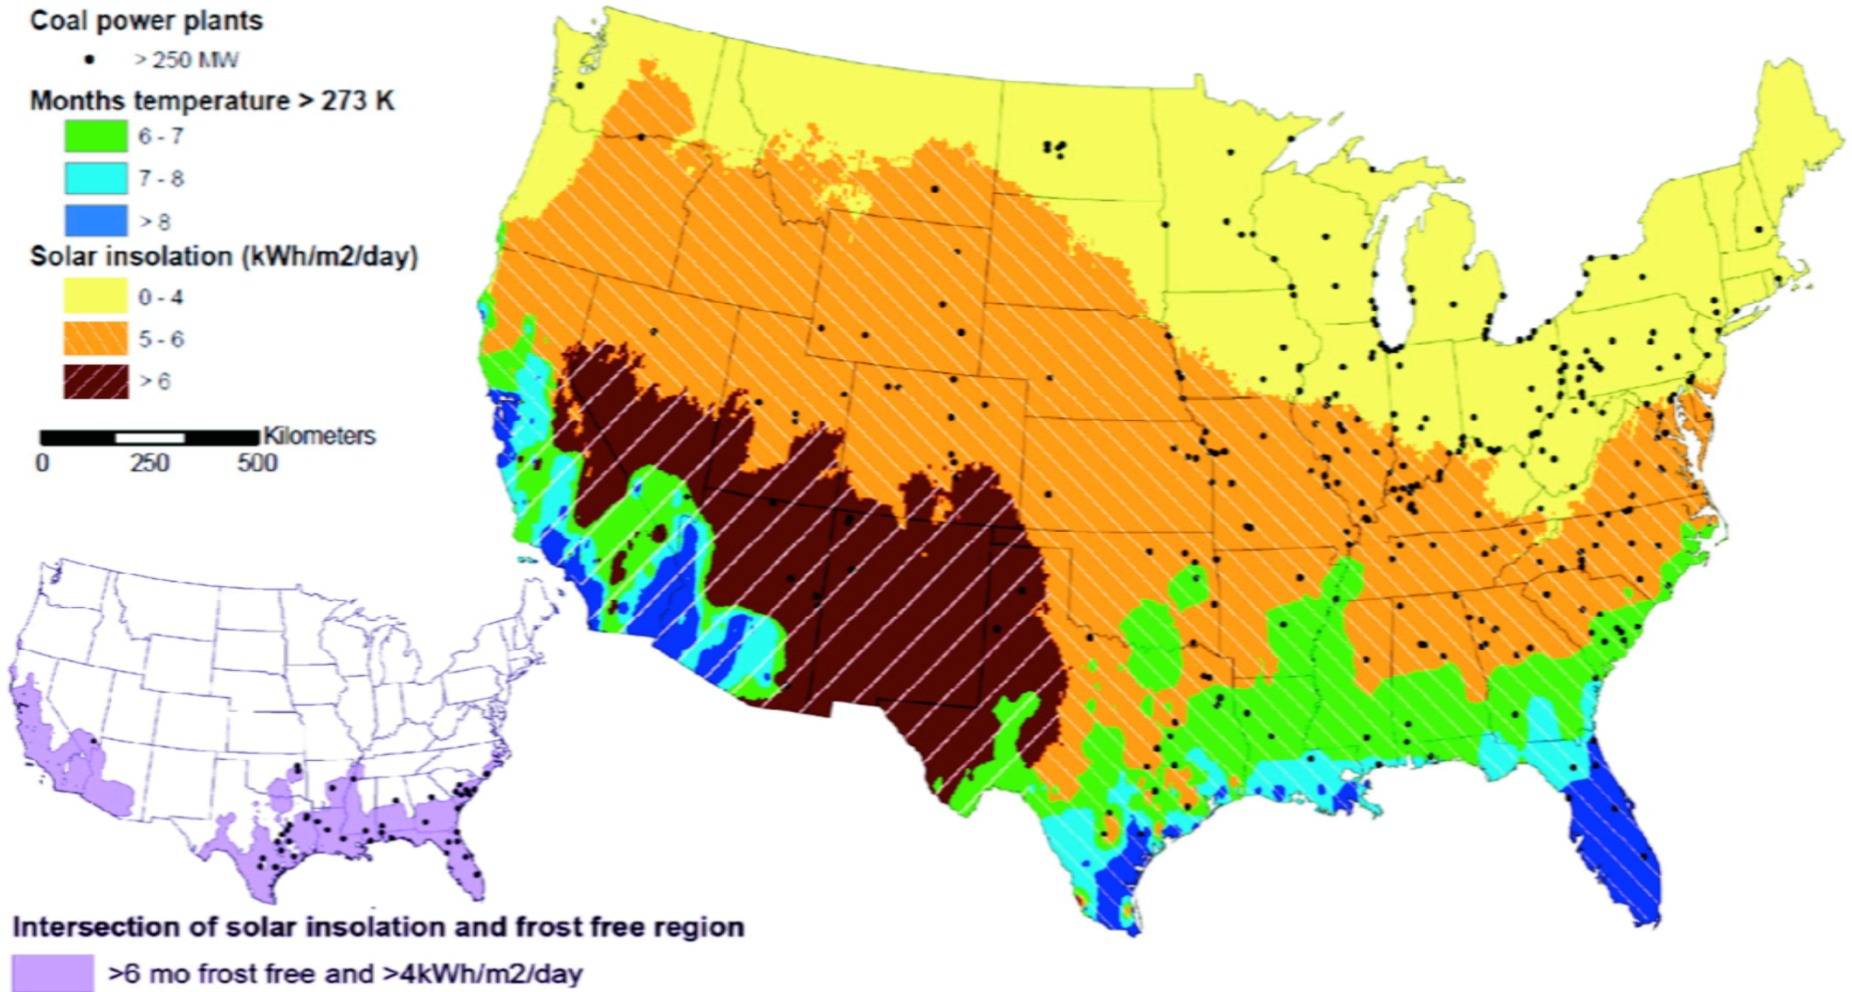 Coal power plants
> 250 MW
Months temperature > 273 K
6 - 7
7 - 8
> 8
Solar insolation (kWh/m2/day)
0 - 4
5 - 6
> 6
Kilometers
0 250 500
Intersection of solar insolation and frost free region
>6 mo frost free and >4kWh/m2/day